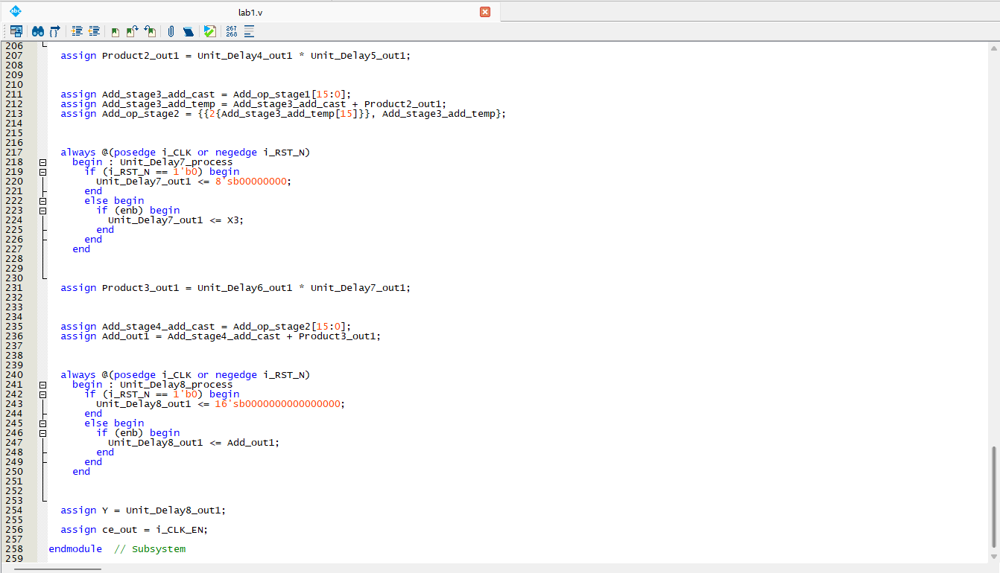 abc
lab1.v
267
268
206
207 assign Product2_out1 = Unit_Delay4_out1 * Unit_Delay5_out1;
208
209
210
211 assign Add_stage3_add_cast = Add_op_stage1[15:0];
212 assign Add_stage3_add_temp = Add_stage3_add_cast + Product2_out1;
213 assign Add_op_stage2 = {{2{Add_stage3_add_temp[15]}}, Add_stage3_add_temp};
214
215
216
217 always @(posedge i_CLK or negedge i_RST_N)
218 begin : Unit_Delay7_process
219 if (i_RST_N == 1'b0) begin
220 Unit_Delay7_out1 <= 8'sb00000000;
221 end
222 else begin
223 if (enb) begin
224 Unit_Delay7_out1 <= X3;
225 end
226 end
227 end
228
229
230
231 assign Product3_out1 = Unit_Delay6_out1 * Unit_Delay7_out1;
232
233
234
235 assign Add_stage4_add_cast = Add_op_stage2[15:0];
236 assign Add_out1 = Add_stage4_add_cast + Product3_out1;
237
238
239
240 always @(posedge i_CLK or negedge i_RST_N)
241 begin : Unit_Delay8_process
242 if (i_RST_N == 1'b0) begin
243 Unit_Delay8_out1 <= 16'sb0000000000000000;
244 end
245 else begin
246 if (enb) begin
247 Unit_Delay8_out1 <= Add_out1;
248 end
249 end
250 end
251
252
253
254 assign Y = Unit_Delay8_out1;
255
256 assign ce_out = i_CLK_EN;
257
258 endmodule // Subsystem
259